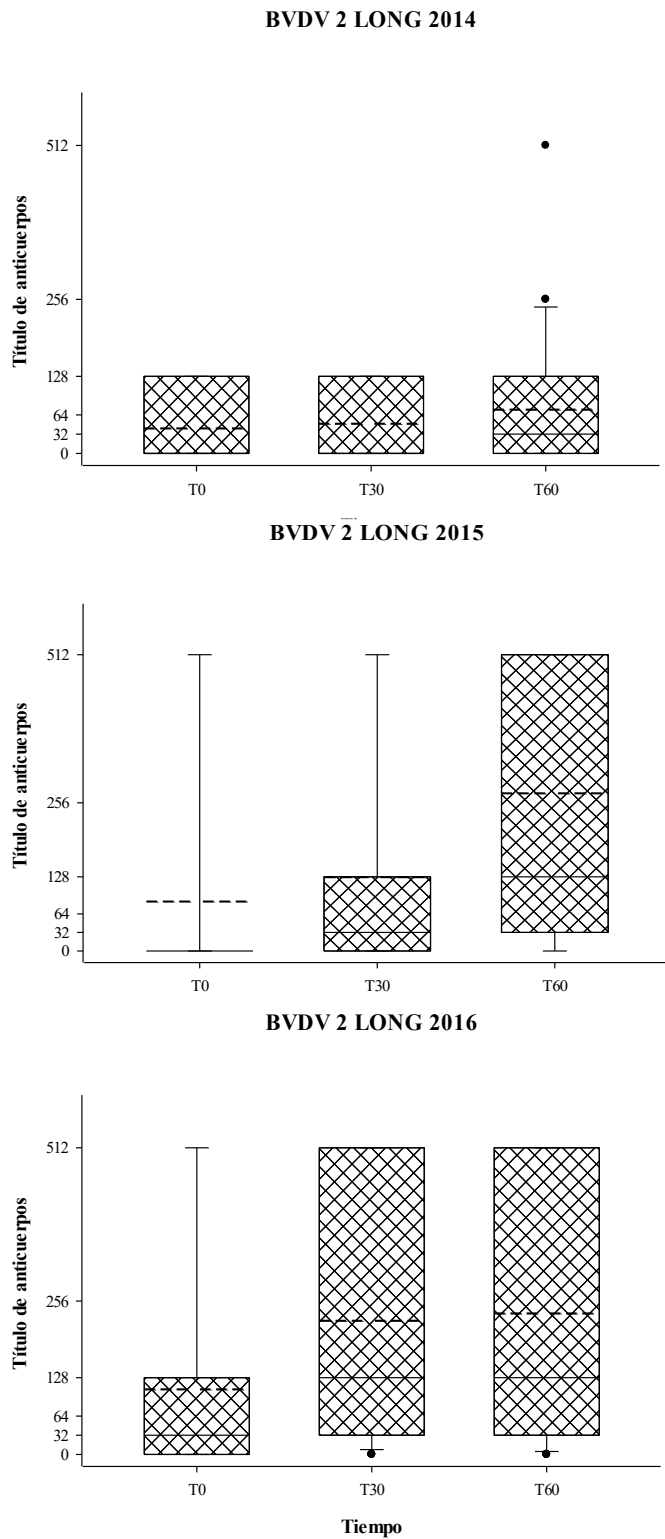 BVDV 2 LONG 2014
512
256
128
64
32
0
Título de anticuerpos
T0 T30 T60
BVDV 2 LONG 2015
512
256
128
64
32
0
Título de anticuerpos
T0 T30 T60
BVDV 2 LONG 2016
512
256
128
64
32
0
Título de anticuerpos
T0 T30 T60
Tiempo